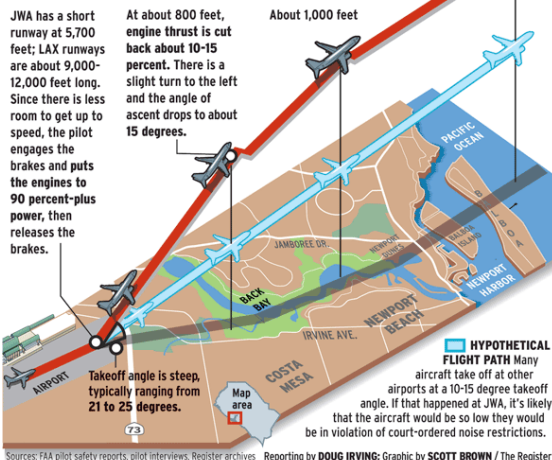 JWA has a short
runway at 5,700
feet; LAX runways
are about 9,000-
12,000 feet long.
Since there is less
room to get up to
speed, the pilot
engages the
brakes and puts
the engines to
90 percent-plus
power, then
releases the
brakes.
At about 800 feet,
engine thrust is cut
back about 10-15
percent. There is a
slight turn to the left
and the angle of
ascent drops to about
15 degrees.
About 1,000 feet
PACIFIC
OCEAN
BALBOA
BALBOA
ISLAND
NEWPORT
HARBOR
JAMBOREE DR.
NEWPORT
DUNES
BACK
BAY
NEWPORT
BEACH
IRVINE AVE.
COSTA
MESA
AIRPORT
Takeoff angle is steep,
typically ranging from
21 to 25 degrees.
73
Map
area
HYPOTHETICAL
FLIGHT PATH Many
aircraft take off at other
airports at a 10-15 degree takeoff
angle. If that happened at JWA, it's likely
that the aircraft would be so low they would
be in violation of court-ordered noise restrictions.
Sources: FAA pilot safety reports, pilot interviews, Register archives
Reporting by DOUG IRVING; Graphic by SCOTT BROWN / The Register